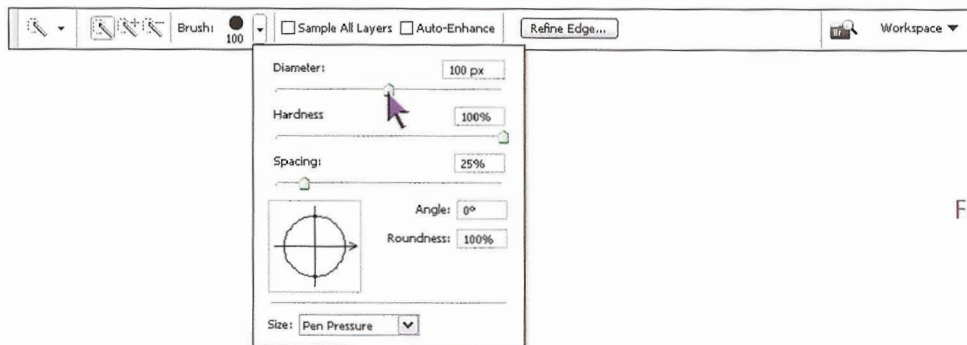 Brush: 100 Sample All Layers Auto-Enhance Refine Edge... Workspace
Diameter: 100 px
Hardness 100%
Spacing: 25%
Angle: 0°
Roundness: 100%
Size: Pen Pressure
F